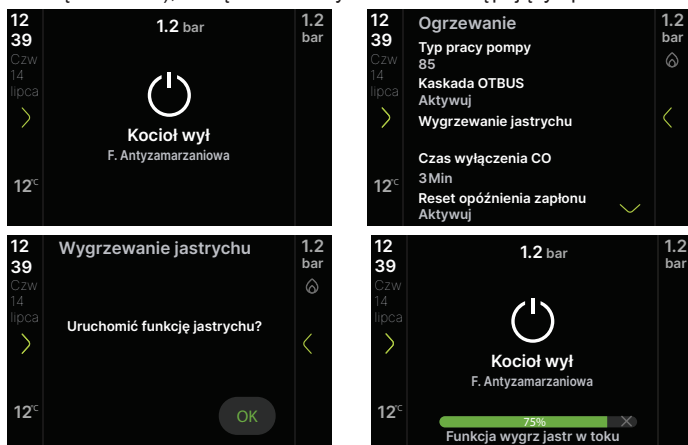 12
39
Czw
14
lipca
12°C
1.2 bar
Kocioł wył
F. Antyzamarzaniowa
1.2
bar
12
39
Czw
14
lipca
12°C
Ogrzewanie
Typ pracy pompy
85
Kaskada OTBUS
Aktywuj
Wygrzewanie jastrychu
Czas wyłączenia CO
3Min
Reset opóźnienia zapłonu
Aktywuj
1.2
bar
12
39
Czw
14
lipca
12°C
Wygrzewanie jastrychu
Uruchomić funkcję jastrychu?
OK
1.2
bar
12
39
Czw
14
lipca
12°C
1.2 bar
Kocioł wył
F. Antyzamarzaniowa
75%
Funkcja wygrz jastr w toku
1.2
bar